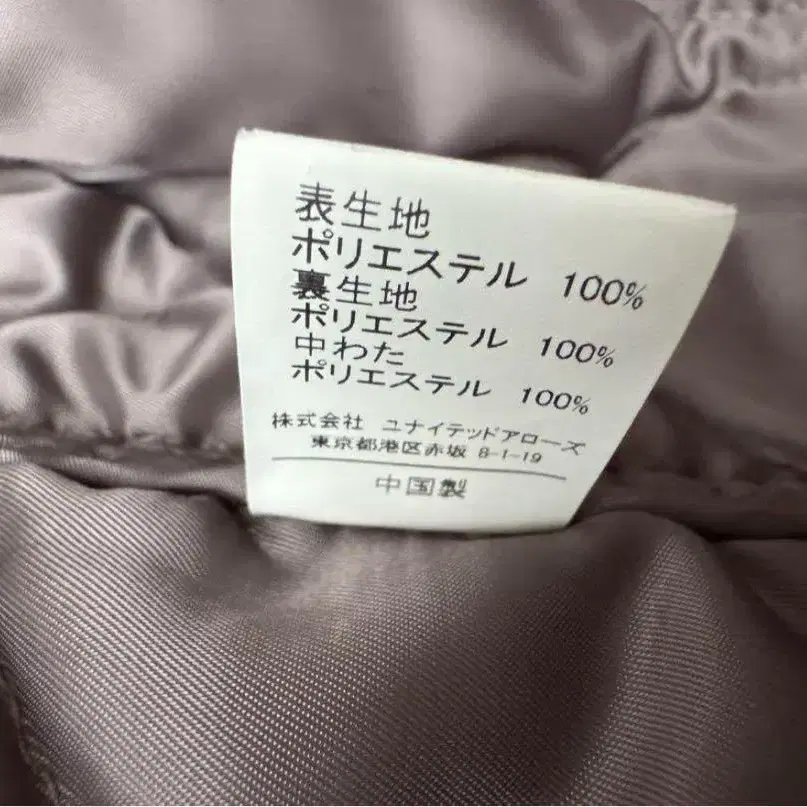 表生地
ポリエステル 100%
裏生地
ポリエステル 100%
中わた
ポリエステル 100%
株式会社 ユナイテッドアローズ
東京都港区赤坂 8-1-19
中国製